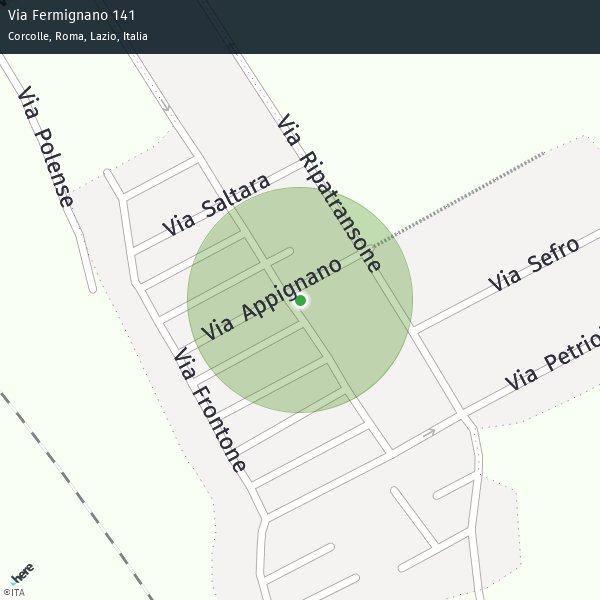 Via Fermignano 141
Corcolle, Roma, Lazio, Italia
Via Polense
Via Ripatransone
Via Saltara
Via Appignano
Via Sefro
Via Petrio
Via Frontone
here
©ITA